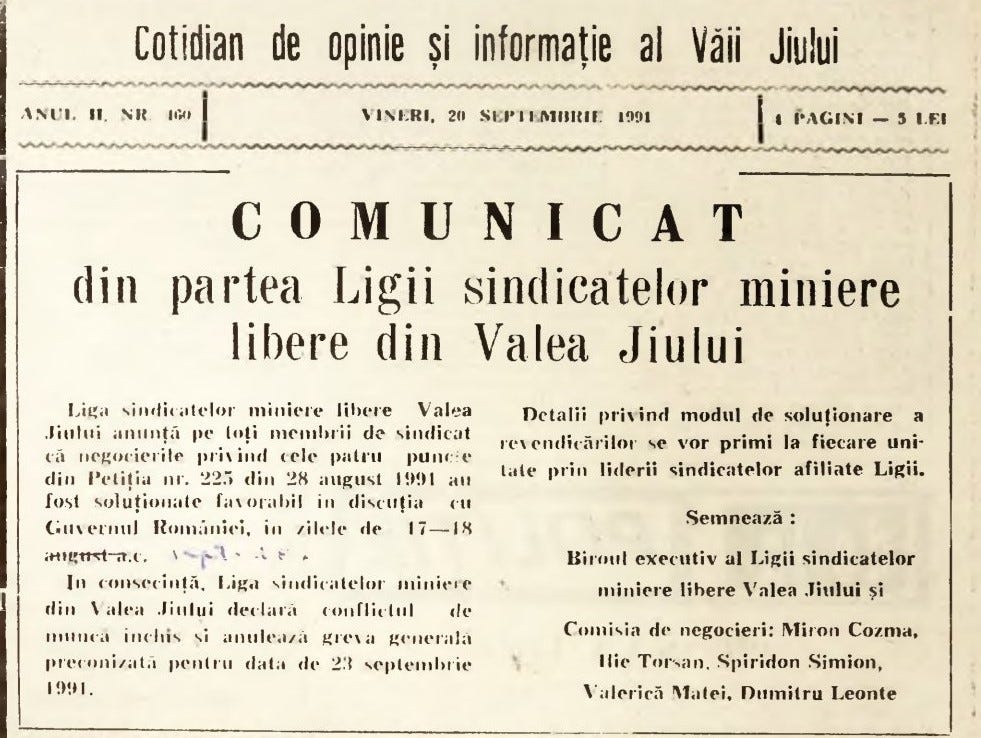 Cotidian de opinie și informație al Văii Jiului
ANUL II, NR. 460
VINERI, 20 SEPTEMBRIE 1991
4 PAGINI — 5 LEI
COMUNICAT
din partea Ligii sindicatelor miniere
libere din Valea Jiului
Liga sindicatelor miniere libere Valea
Jiului anunță pe toți membrii de sindicat
că negocierile privind cele patru puncte
din Petiția nr. 225 din 28 august 1991 au
fost soluționate favorabil în discuția cu
Guvernul României, în zilele de 17—18
august a.c. sept.
In consecință, Liga sindicatelor miniere
din Valea Jiului declară conflictul de
muncă închis și anulează greva generală
preconizată pentru data de 23 septembrie
1991.
Detalii privind modul de soluționare a
revendicărilor se vor primi la fiecare uni-
tate prin liderii sindicatelor afiliate Ligii.
Semnează :
Biroul executiv al Ligii sindicatelor
miniere libere Valea Jiului și
Comisia de negocieri: Miron Cozma,
Ilie Torsan, Spiridon Simion,
Valerică Matei, Dumitru Leonte